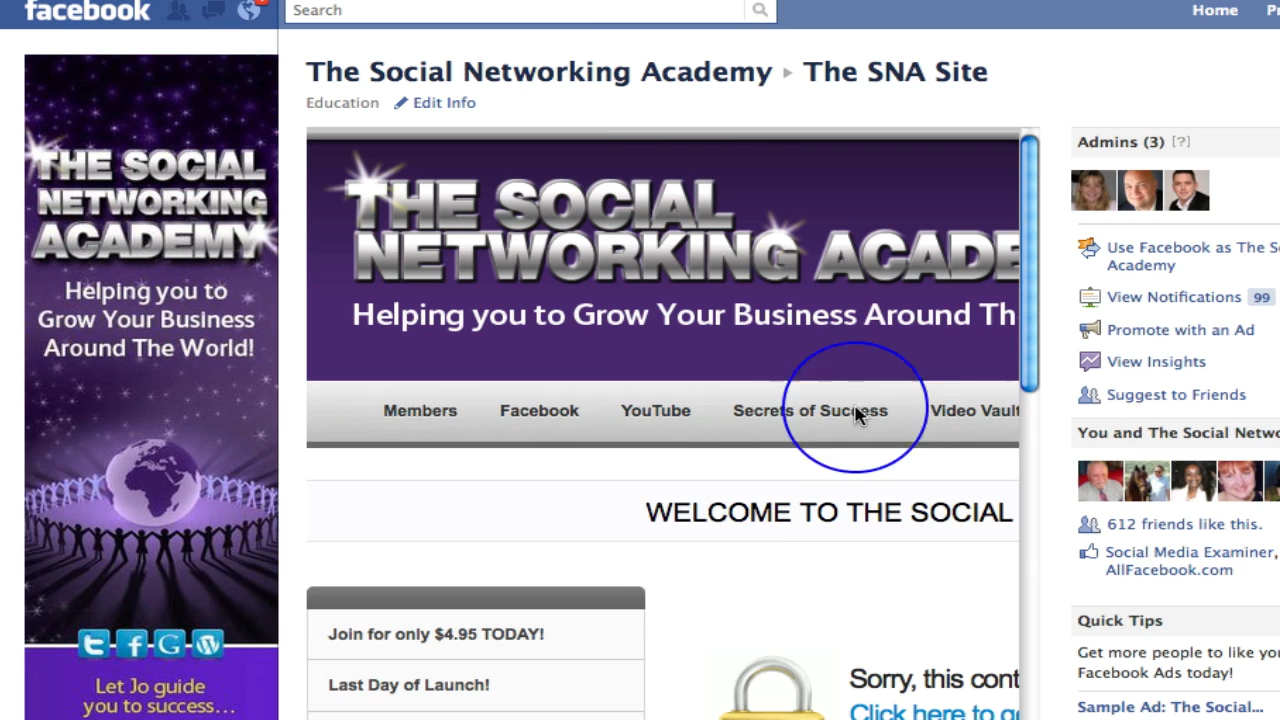 facebook
Search
Home
THE SOCIAL
NETWORKING
ACADEMY
Helping you to
Grow Your Business
Around The World!
Let Jo guide
you to success...
The Social Networking Academy ▸ The SNA Site
Education Edit Info
THE SOCIAL
NETWORKING ACADE
Helping you to Grow Your Business Around Th
Members Facebook YouTube Secrets of Success Video Vault
WELCOME TO THE SOCIAL
Join for only $4.95 TODAY!
Last Day of Launch!
Sorry, this cont
Click here to g
Admins (3) [?]
Use Facebook as The S
Academy
View Notifications 99
Promote with an Ad
View Insights
Suggest to Friends
You and The Social Netwo
612 friends like this.
Social Media Examiner,
AllFacebook.com
Quick Tips
Get more people to like you
Facebook Ads today!
Sample Ad: The Social...